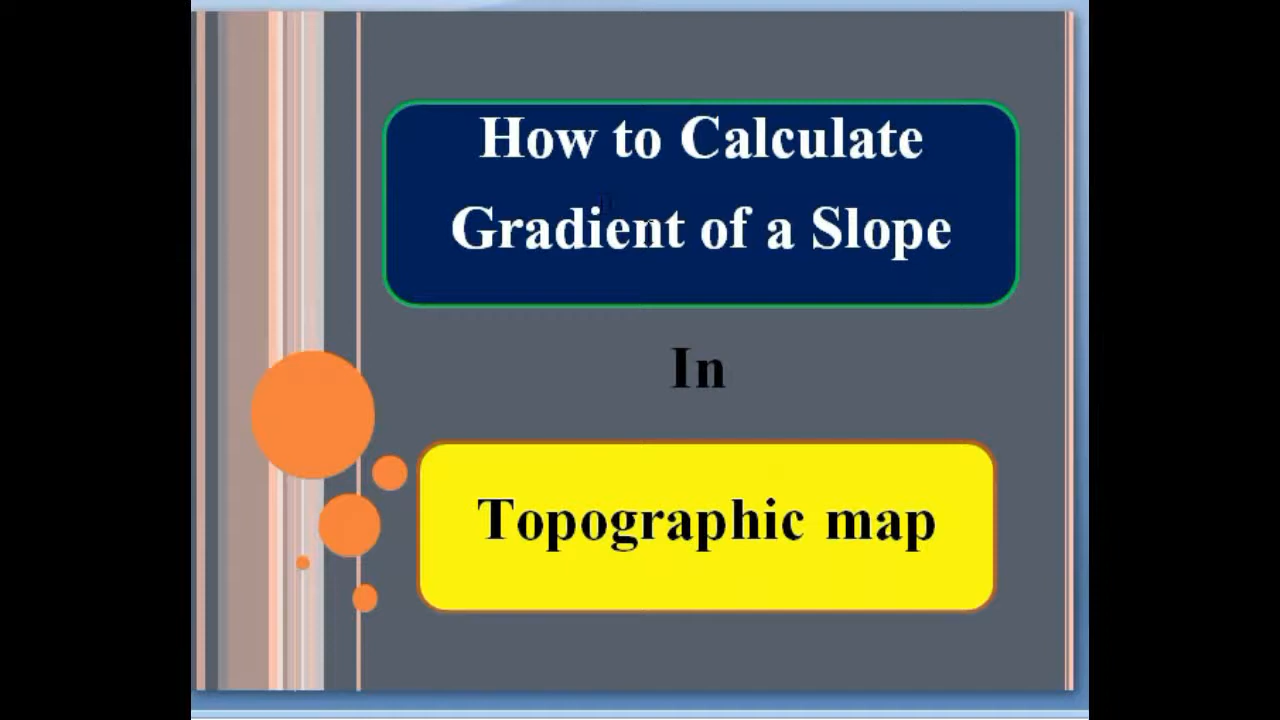 How to Calculate
Gradient of a Slope
In
Topographic map